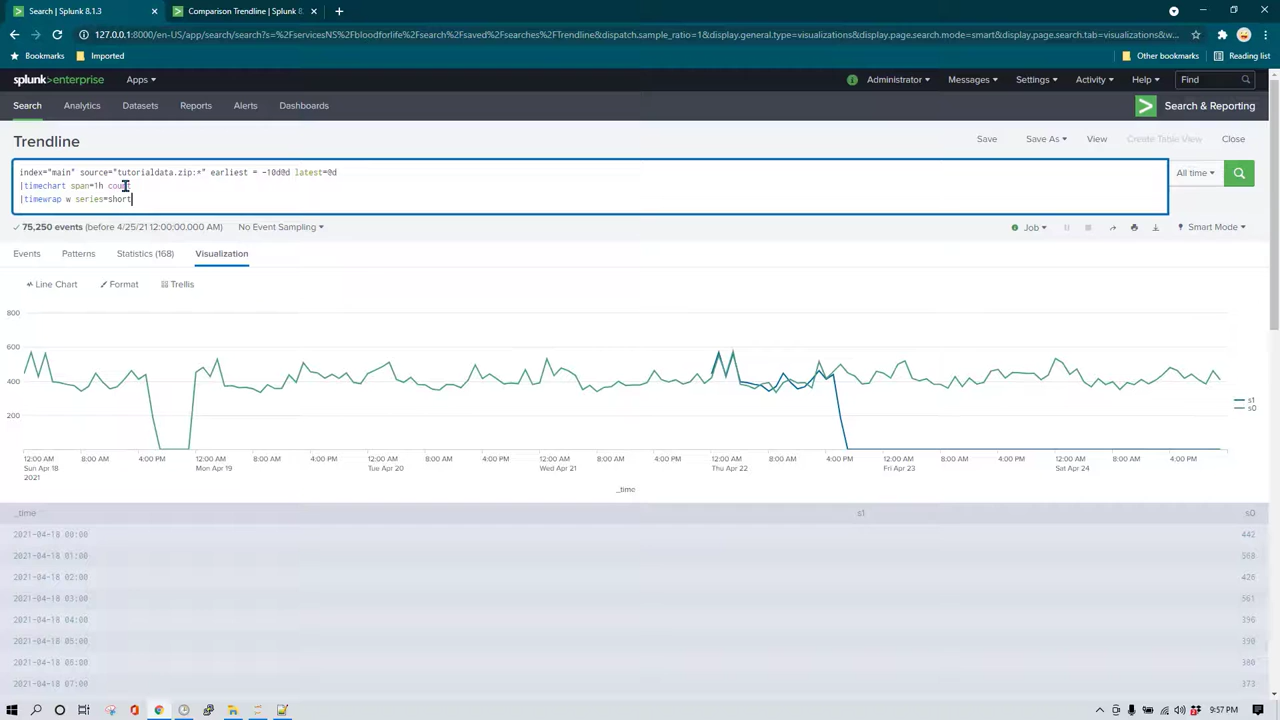 Search | Splunk 8.1.3
Comparison Trendline | Splunk 8.
127.0.0.1:8000/en-US/app/search/search?s=%2FservicesNS%2Fbloodforlife%2Fsearch%2Fsaved%2Fsearches%2FTrendline&dispatch.sample_ratio=1&display.general.type=visualizations&display.page.search.mode=smart&display.page.search.tab=visualizations&w...
Bookmarks
Imported
Other bookmarks
Reading list
splunk>enterprise
Apps
Administrator
Messages
Settings
Activity
Help
Find
Search
Analytics
Datasets
Reports
Alerts
Dashboards
Search & Reporting
Trendline
Save
Save As
View
Create Table View
Close
index="main" source="tutorialdata.zip:*" earliest = -10d@d latest=@d
|timechart span=1h count
|timewrap w series=short
All time
75,250 events (before 4/25/21 12:00:00.000 AM)
No Event Sampling
Job
Smart Mode
Events
Patterns
Statistics (168)
Visualization
Line Chart
Format
Trellis
800
600
400
200
s1
s0
12:00 AM
Sun Apr 18
2021
8:00 AM
4:00 PM
12:00 AM
Mon Apr 19
8:00 AM
4:00 PM
12:00 AM
Tue Apr 20
8:00 AM
4:00 PM
12:00 AM
Wed Apr 21
8:00 AM
4:00 PM
12:00 AM
Thu Apr 22
8:00 AM
4:00 PM
12:00 AM
Fri Apr 23
8:00 AM
4:00 PM
12:00 AM
Sat Apr 24
8:00 AM
4:00 PM
_time
_time
s1
s0
2021-04-18 00:00
442
2021-04-18 01:00
568
2021-04-18 02:00
426
2021-04-18 03:00
561
2021-04-18 04:00
396
2021-04-18 05:00
390
2021-04-18 06:00
380
2021-04-18 07:00
373
9:57 PM